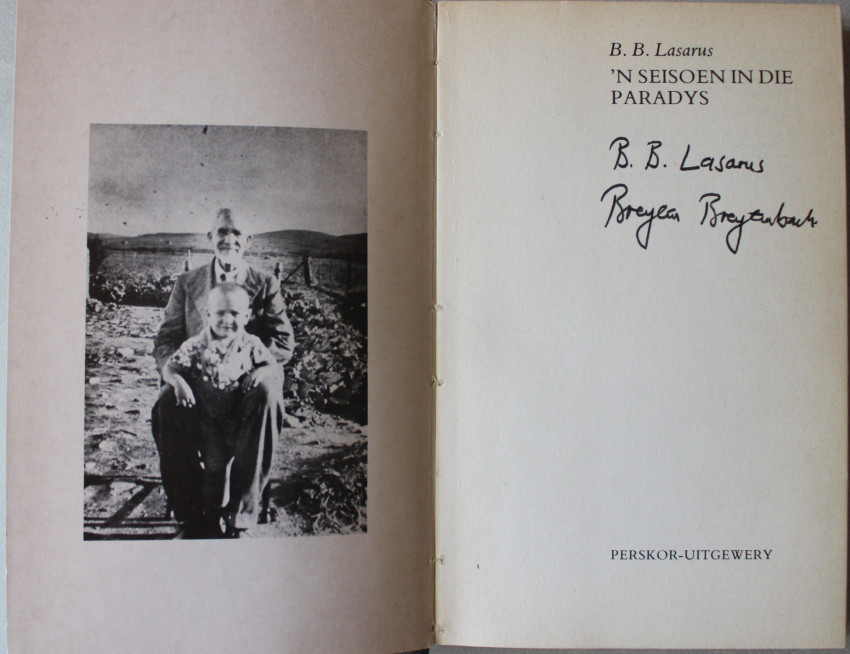 B. B. Lasarus
'N SEISOEN IN DIE
PARADYS
B. B. Lasarus
Breyten Breytenbach
PERSKOR-UITGEWERY